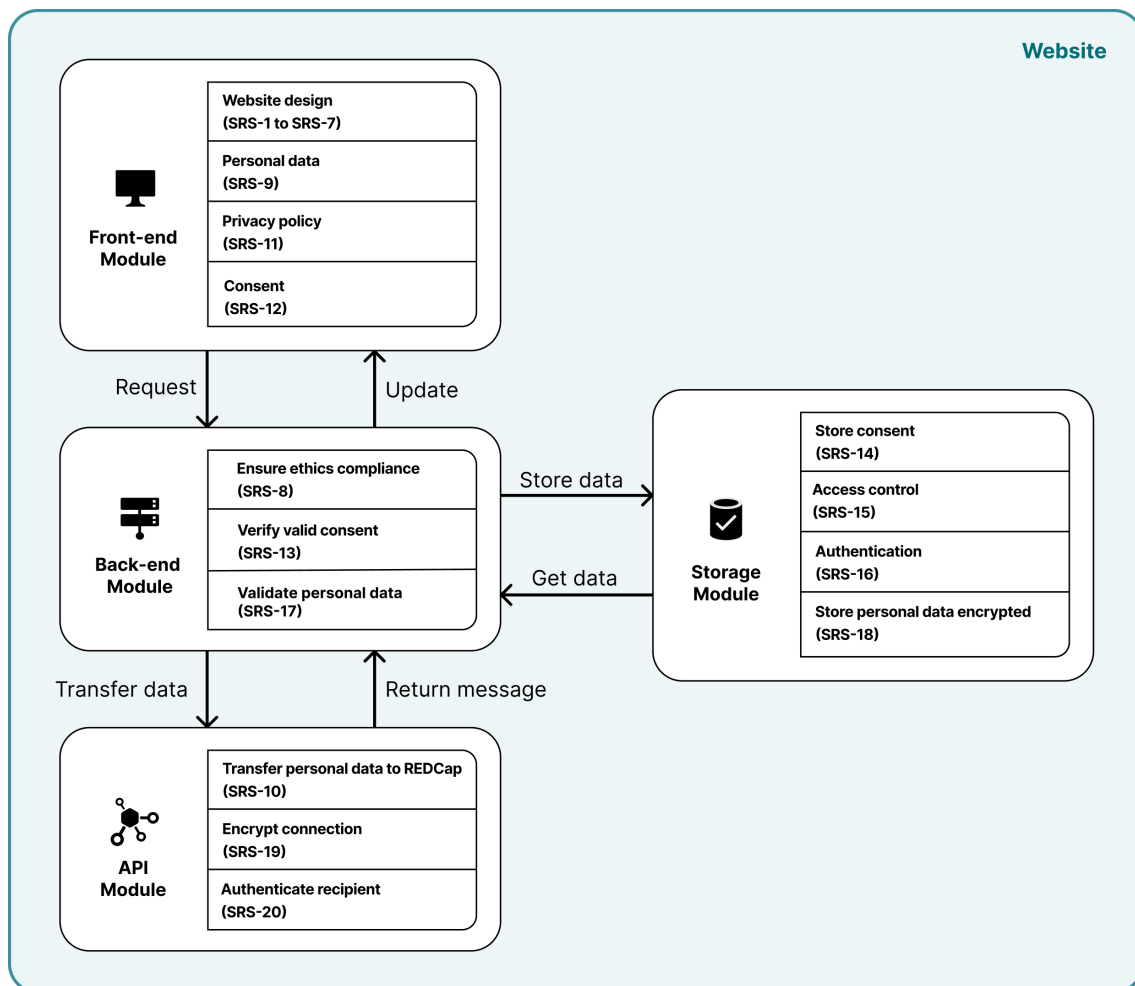 Website
Website design
(SRS-1 to SRS-7)
Personal data
(SRS-9)
Privacy policy
(SRS-11)
Consent
(SRS-12)
Front-end
Module
Request
Update
Ensure ethics compliance
(SRS-8)
Verify valid consent
(SRS-13)
Validate personal data
(SRS-17)
Back-end
Module
Store data
Get data
Store consent
(SRS-14)
Access control
(SRS-15)
Authentication
(SRS-16)
Store personal data encrypted
(SRS-18)
Storage
Module
Transfer data
Return message
Transfer personal data to REDCap
(SRS-10)
Encrypt connection
(SRS-19)
Authenticate recipient
(SRS-20)
API
Module